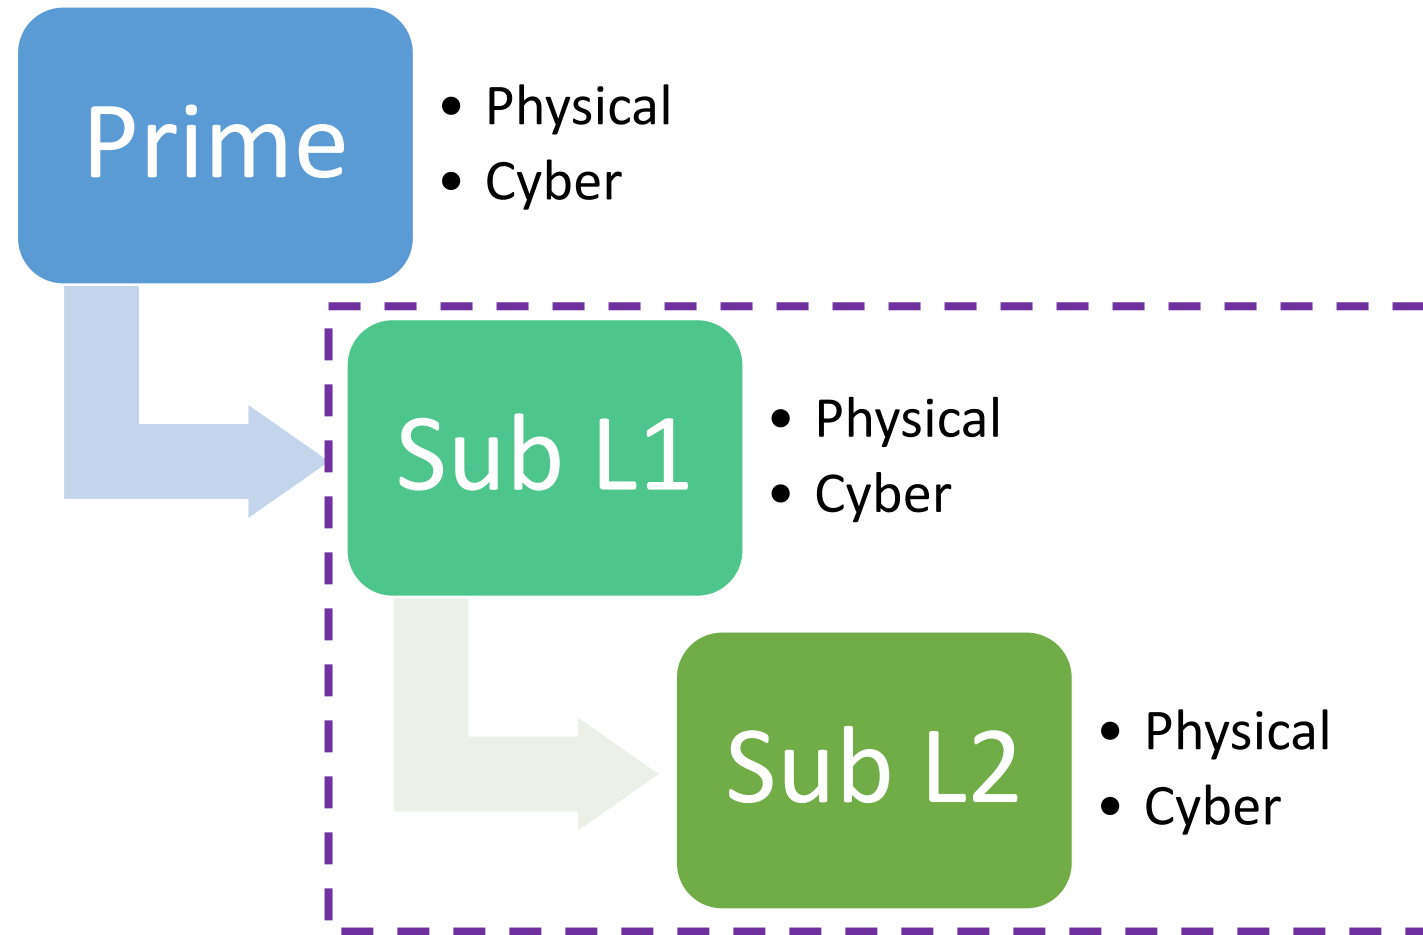 Prime
• Physical
• Cyber
Sub L1
• Physical
• Cyber
Sub L2
• Physical
• Cyber